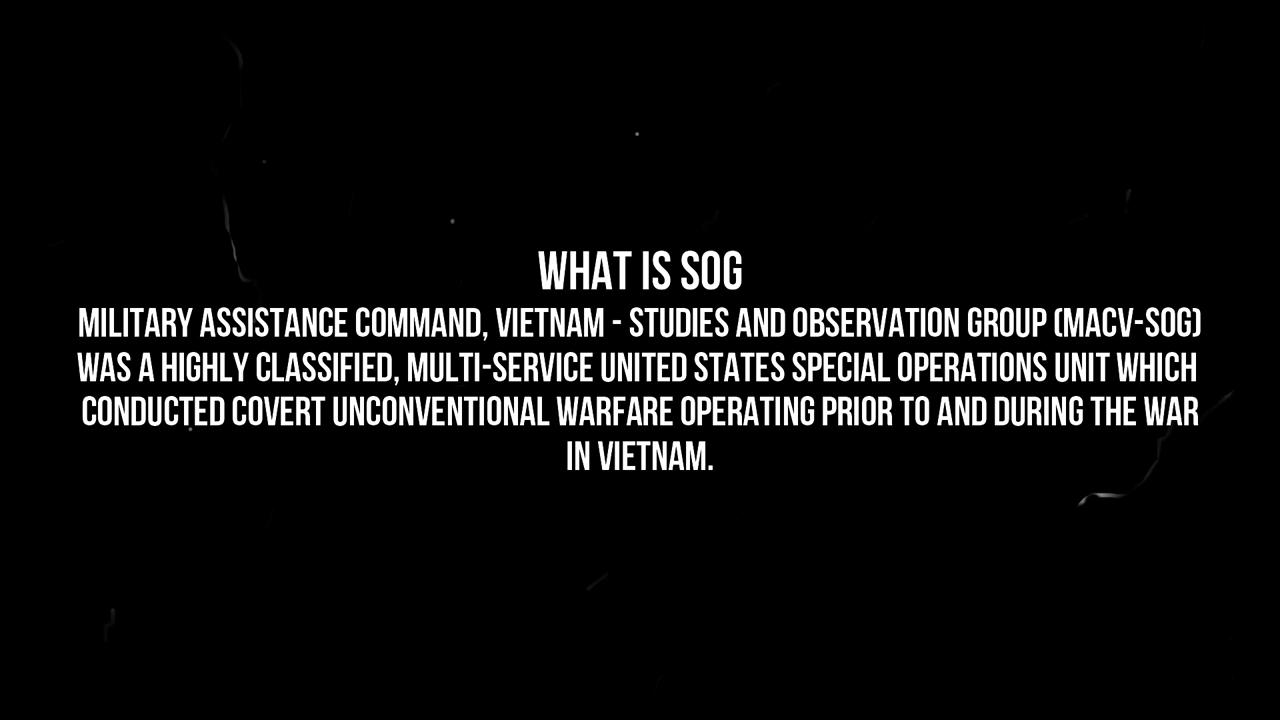 WHAT IS SOG
MILITARY ASSISTANCE COMMAND, VIETNAM - STUDIES AND OBSERVATION GROUP (MACV-SOG)
WAS A HIGHLY CLASSIFIED, MULTI-SERVICE UNITED STATES SPECIAL OPERATIONS UNIT WHICH
CONDUCTED COVERT UNCONVENTIONAL WARFARE OPERATING PRIOR TO AND DURING THE WAR
IN VIETNAM.